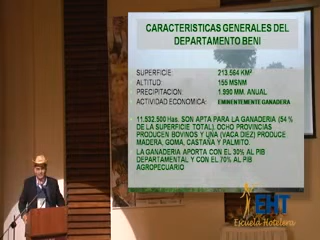 CARACTERISTICAS GENERALES DEL
DEPARTAMENTO BENI
SUPERFICIE: 213.564 KM²
ALTITUD: 155 MSNM
PRECIPITACION: 1.990 MM. ANUAL
ACTIVIDAD ECONOMICA: EMINENTEMENTE GANADERA
11.532.500 Has. SON APTA PARA LA GANADERIA (54 %
DE LA SUPERFICIE TOTAL). OCHO PROVINCIAS
PRODUCEN BOVINOS Y UNA (VACA DIEZ) PRODUCE
MADERA, GOMA, CASTAÑA Y PALMITO.
LA GANADERIA APORTA CON EL 30% AL PIB
DEPARTAMENTAL Y CON EL 70% AL PIB
AGROPECUARIO
EHT
Escuela Hotelera